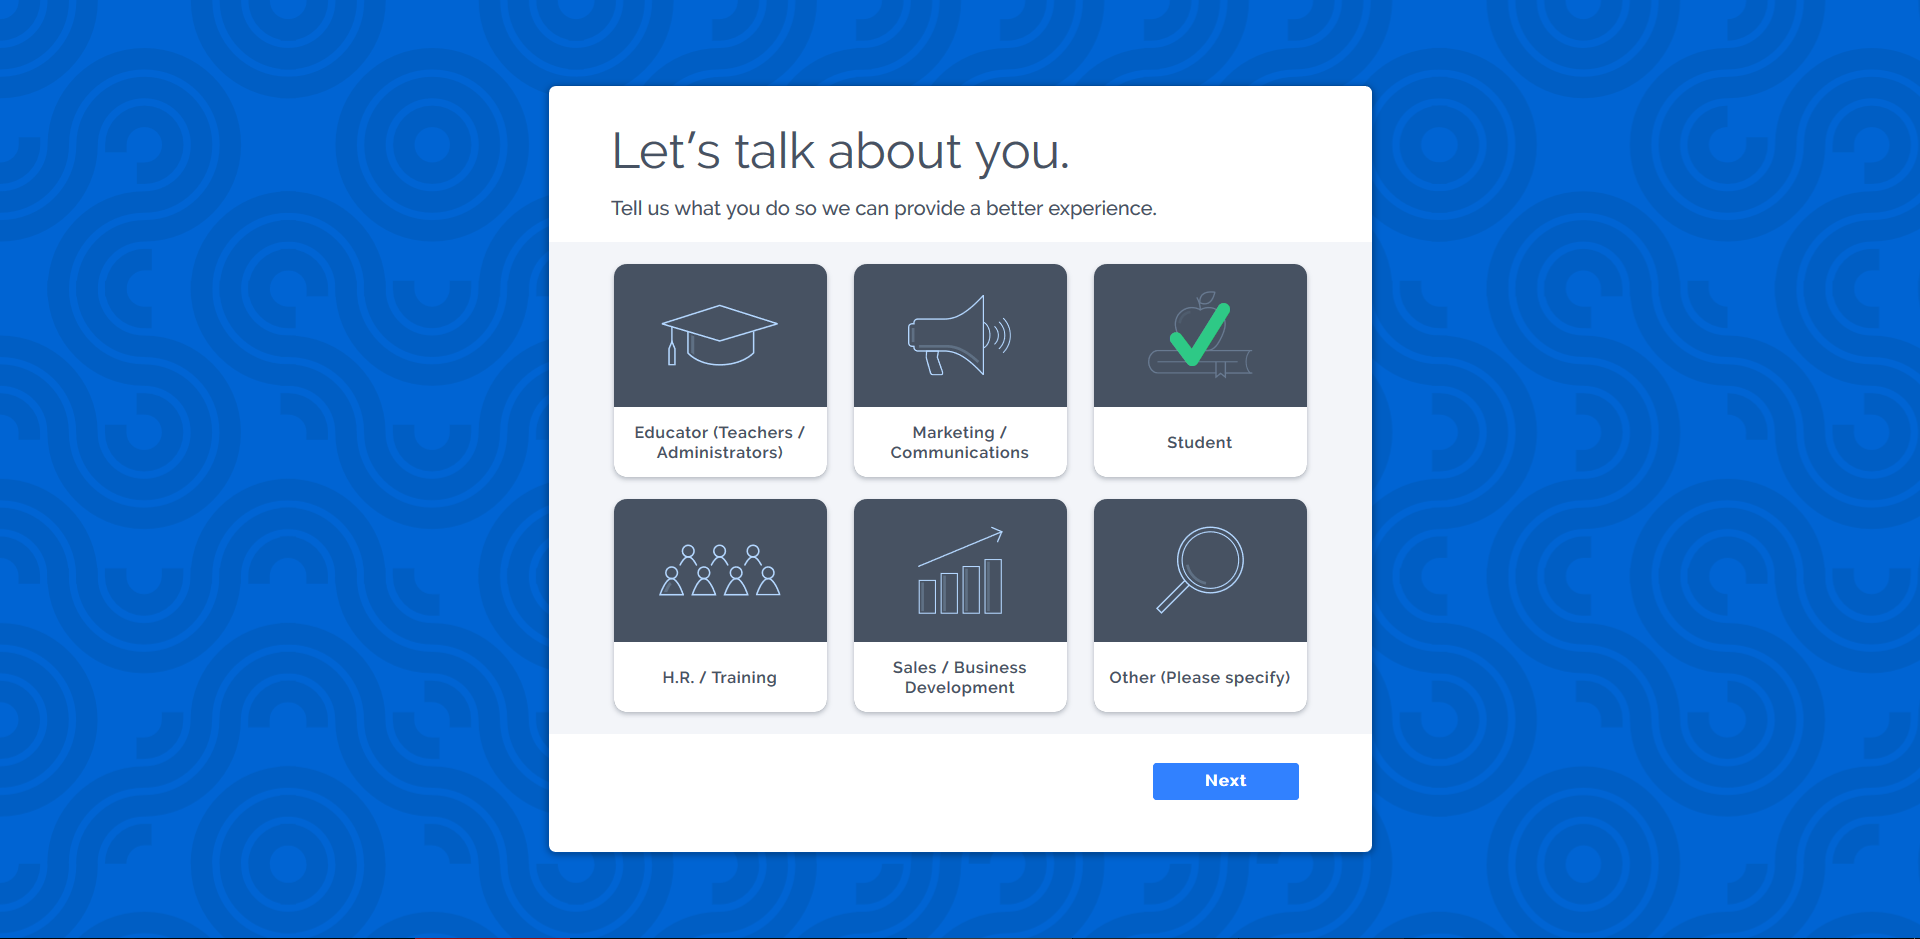 Let's talk about you.
Tell us what you do so we can provide a better experience.
Educator (Teachers /
Administrators)
Marketing /
Communications
Student
H.R. / Training
Sales / Business
Development
Other (Please specify)
Next